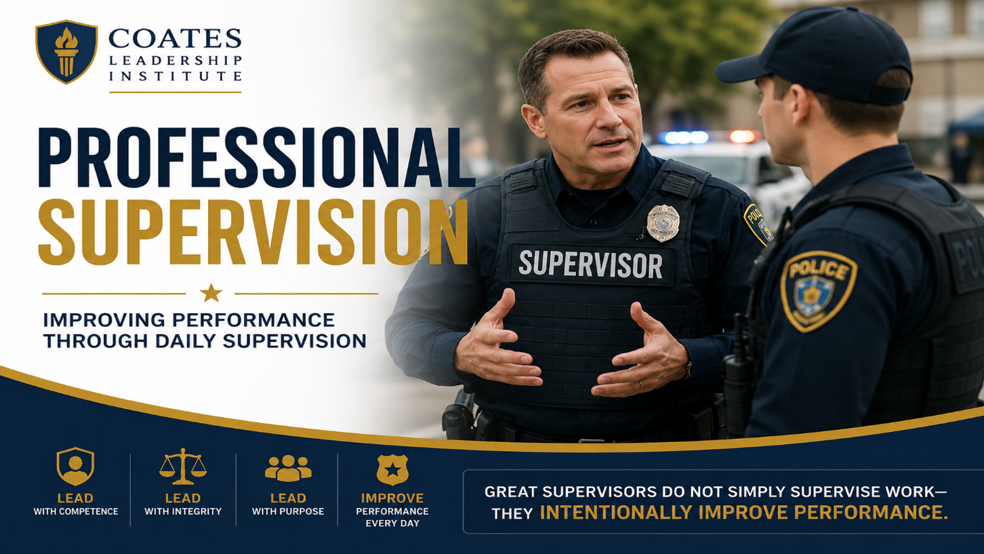 COATES
LEADERSHIP
INSTITUTE
PROFESSIONAL
SUPERVISION
IMPROVING PERFORMANCE
THROUGH DAILY SUPERVISION
SUPERVISOR
POLICE
LEAD
WITH COMPETENCE
LEAD
WITH INTEGRITY
LEAD
WITH PURPOSE
IMPROVE
PERFORMANCE
EVERY DAY
GREAT SUPERVISORS DO NOT SIMPLY SUPERVISE WORK—
THEY INTENTIONALLY IMPROVE PERFORMANCE.